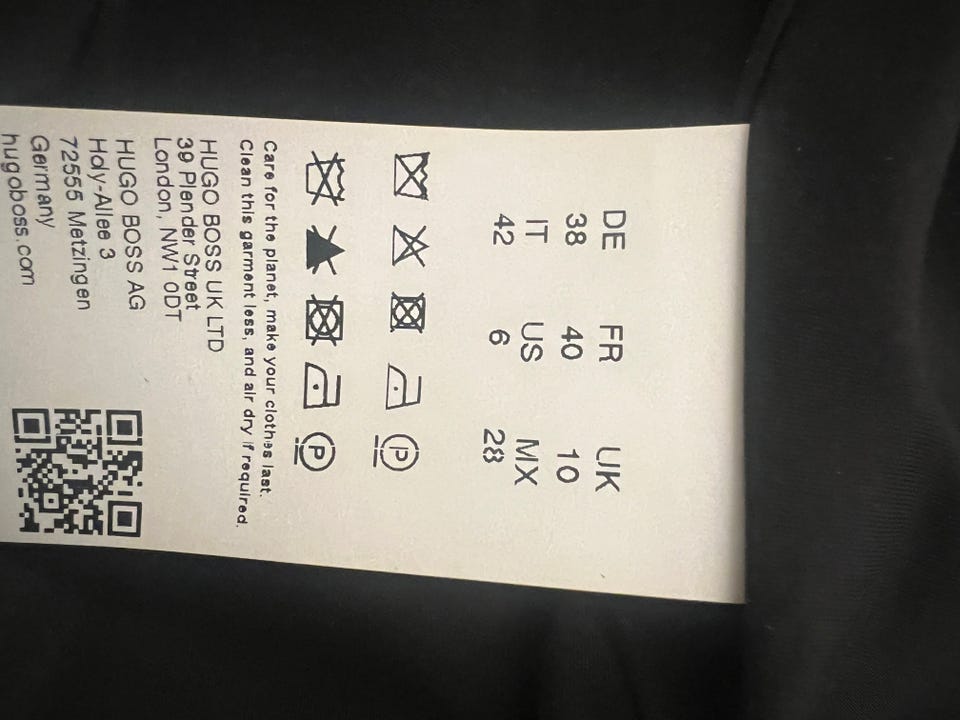 DE FR UK
38 40 10
IT US MX
42 6 28
P
P
Care for the planet, make your clothes last.
Clean this garment less, and air dry if required.
HUGO BOSS UK LTD
39 Plender Street
London, NW1 0DT
HUGO BOSS AG
Holy-Allee 3
72555 Metzingen
Germany
hugoboss.com